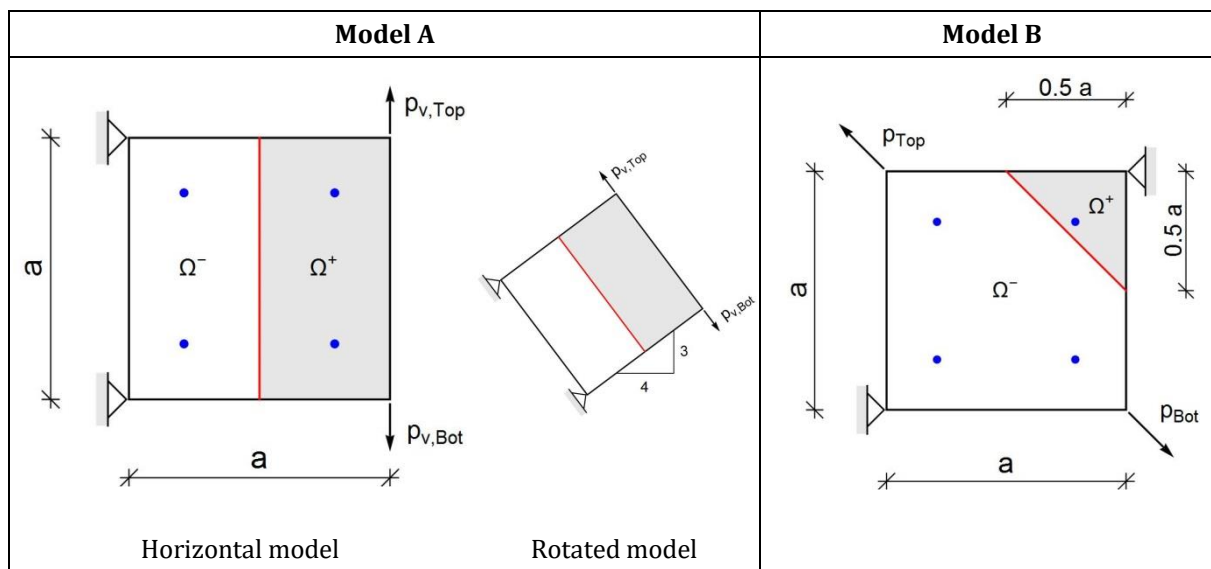 Model A
Model B
p_v,Top
a
Ω⁻
Ω⁺
p_v,Bot
a
Horizontal model
p_v,Top
p_v,Bot
3
4
Rotated model
0.5 a
p_Top
Ω⁺
0.5 a
a
Ω⁻
p_Bot
a